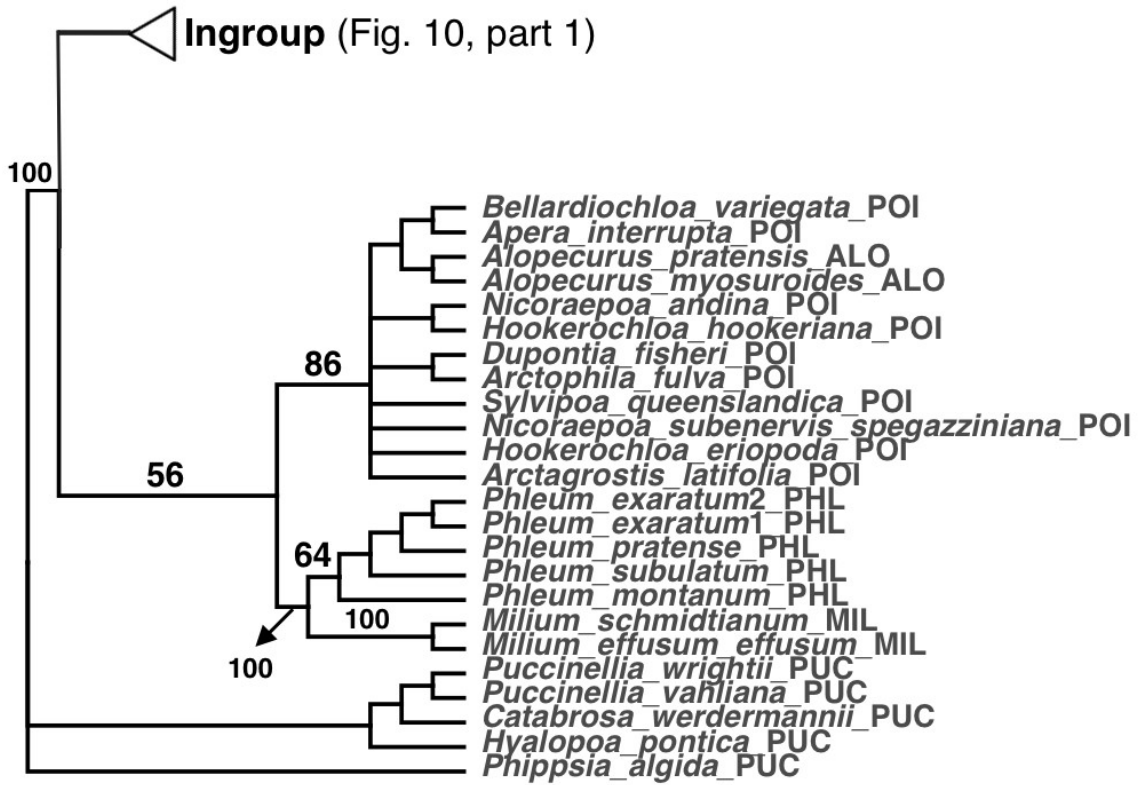 Ingroup (Fig. 10, part 1)
100
Bellardiochloa_variegata_POI
Apera_interrupta_POI
Alopecurus_pratensis_ALO
Alopecurus_myosuroides_ALO
Nicoraepoa_andina_POI
Hookerochloa_hookeriana_POI
Dupontia_fisheri_POI
86
Arctophila_fulva_POI
Sylvipoa_queenslandica_POI
Nicoraepoa_subenervis_spegazziniana_POI
Hookerochloa_eriopoda_POI
Arctagrostis_latifolia_POI
56
Phleum_exaratum2_PHL
Phleum_exaratum1_PHL
Phleum_pratense_PHL
64
Phleum_subulatum_PHL
Phleum_montanum_PHL
100
Milium_schmidtianum_MIL
Milium_effusum_effusum_MIL
100
Puccinellia_wrightii_PUC
Puccinellia_vahliana_PUC
Catabrosa_werdermannii_PUC
Hyalopoa_pontica_PUC
Phippsia_algida_PUC